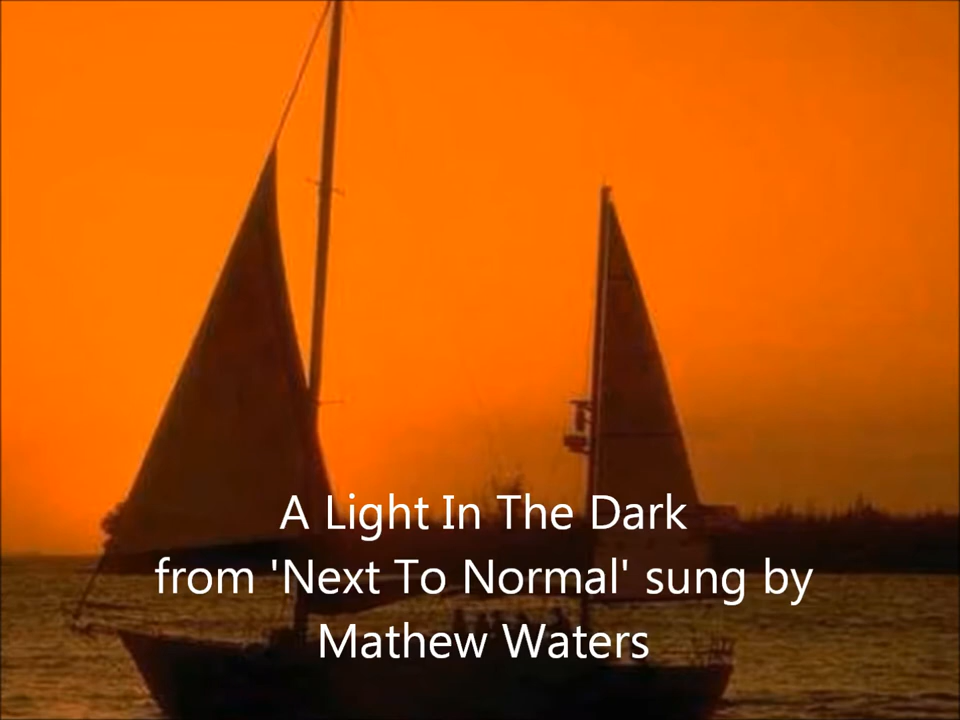 A Light In The Dark
from 'Next To Normal' sung by
Mathew Waters